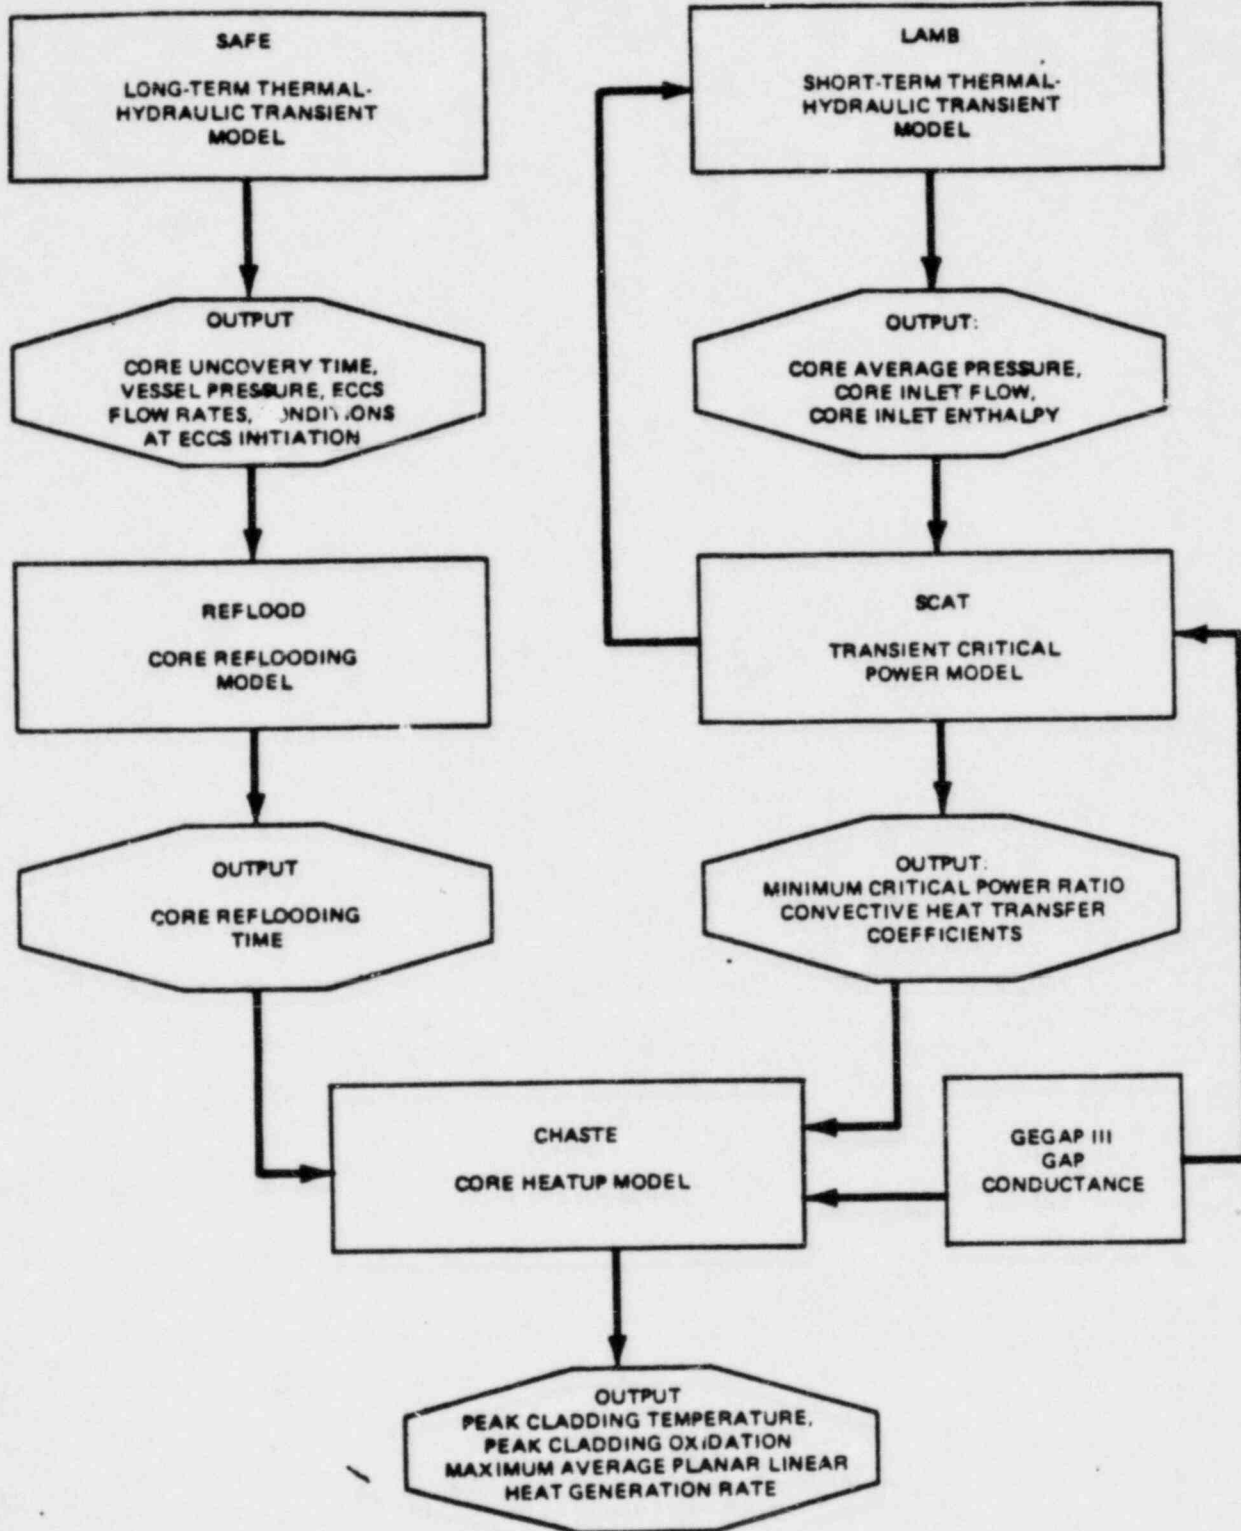 SAFE
LONG-TERM THERMAL-
HYDRAULIC TRANSIENT
MODEL
OUTPUT
CORE UNCOVERY TIME,
VESSEL PRESSURE, ECCS
FLOW RATES,
AT ECCS INITIATION
REFLOOD
CORE REFLOODING
MODEL
OUTPUT
CORE REFLOODING
TIME
LAMB
SHORT-TERM THERMAL-
HYDRAULIC TRANSIENT
MODEL
OUTPUT:
CORE AVERAGE PRESSURE,
CORE INLET FLOW,
CORE INLET ENTHALPY
SCAT
TRANSIENT CRITICAL
POWER MODEL
OUTPUT:
MINIMUM CRITICAL POWER RATIO
CONVECTIVE HEAT TRANSFER
COEFFICIENTS
CHASTE
CORE HEATUP MODEL
GEGAP III
GAP
CONDUCTANCE
OUTPUT
PEAK CLADDING TEMPERATURE,
PEAK CLADDING OXIDATION
MAXIMUM AVERAGE PLANAR LINEAR
HEAT GENERATION RATE